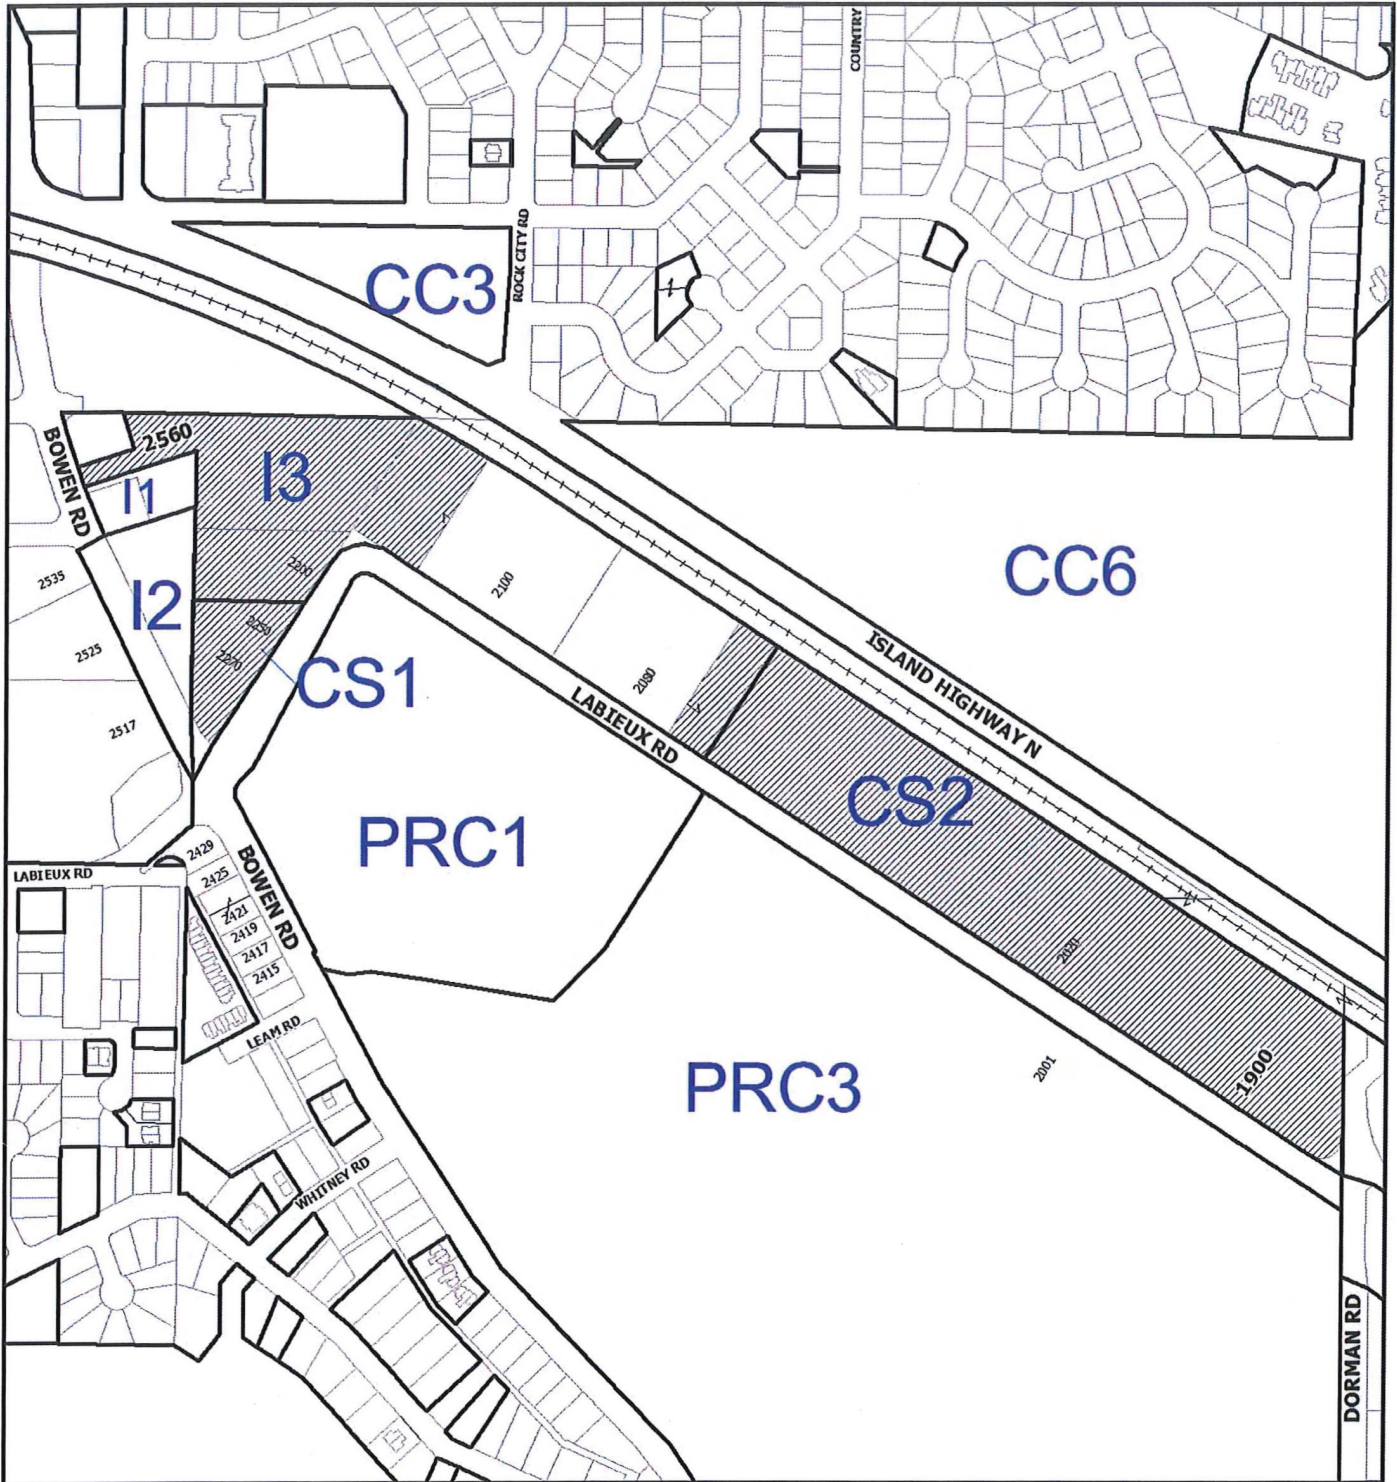 COUNTRY
ROCK CITY RD
CC3
BOWEN RD
2560
I3
I1
I2
2535
2525
2517
2200
2250
2270
CS1
2100
2080
LABIEUX RD
CC6
ISLAND HIGHWAY N
CS2
PRC1
LABIEUX RD
2429
2425
2421
2419
2417
2415
BOWEN RD
LEAM RD
2020
2001
1900
PRC3
WHITNEY RD
DORMAN RD